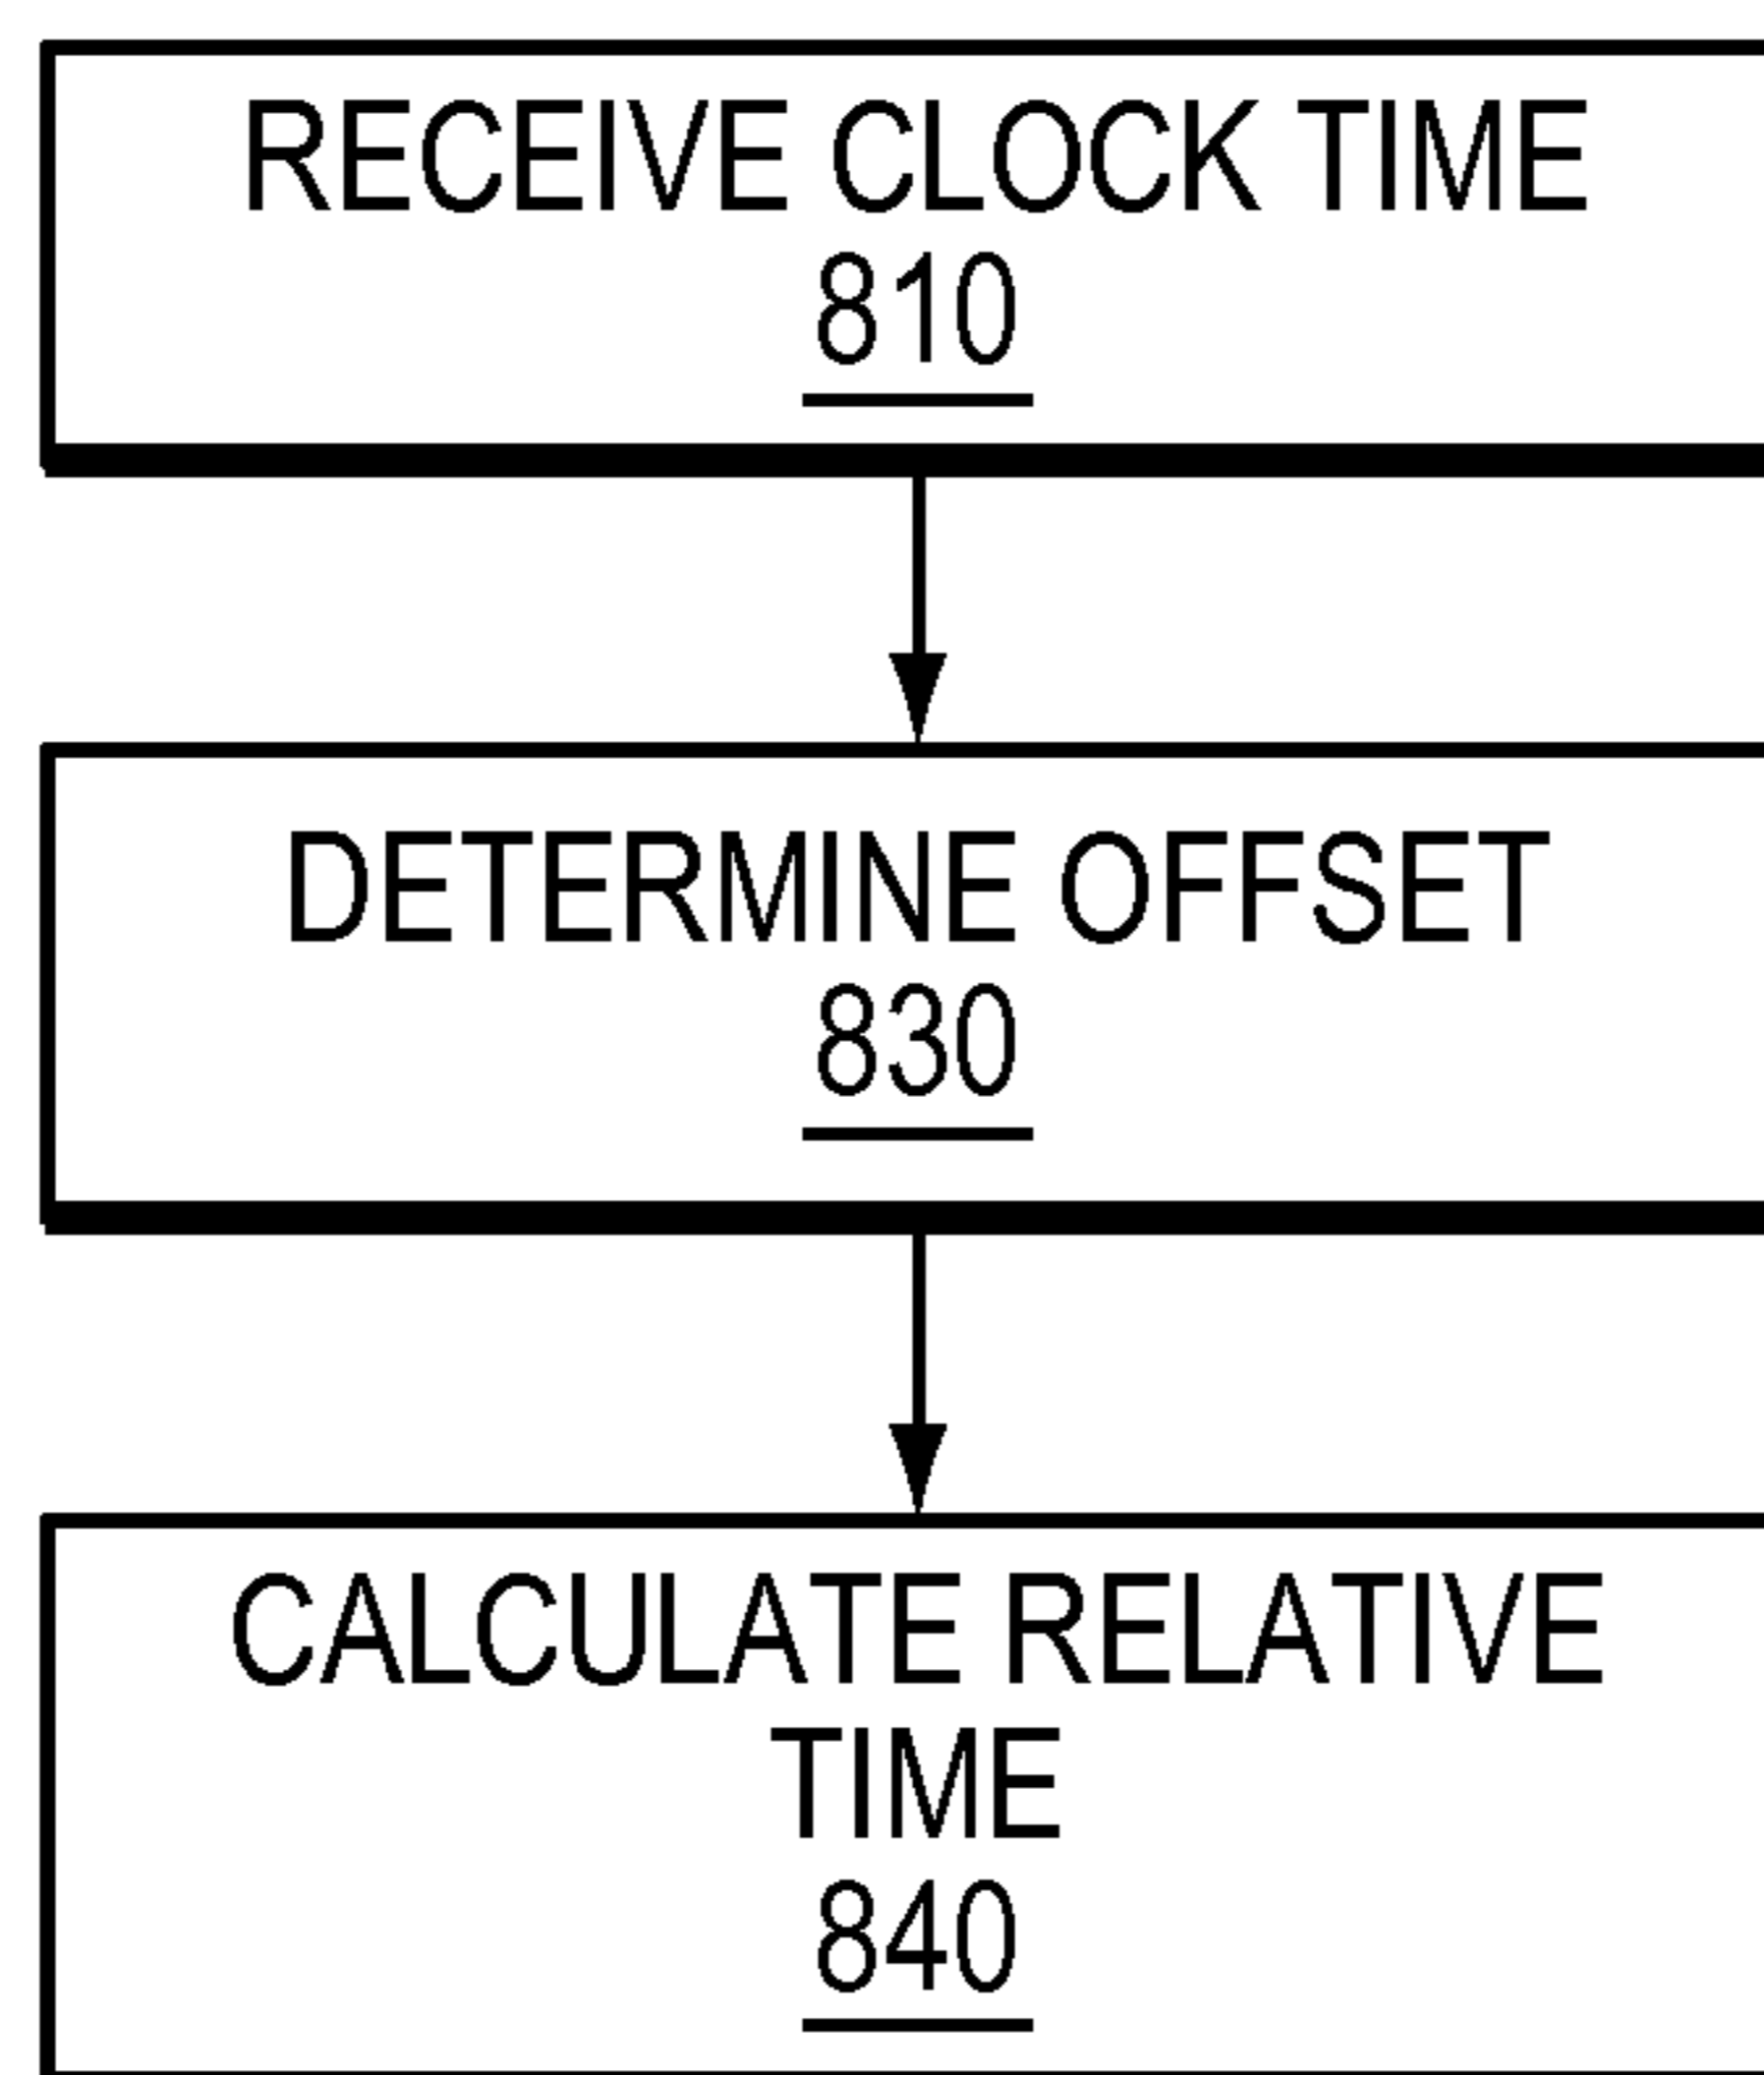 RECEIVE CLOCK TIME
810
DETERMINE OFFSET
830
CALCULATE RELATIVE
TIME
840